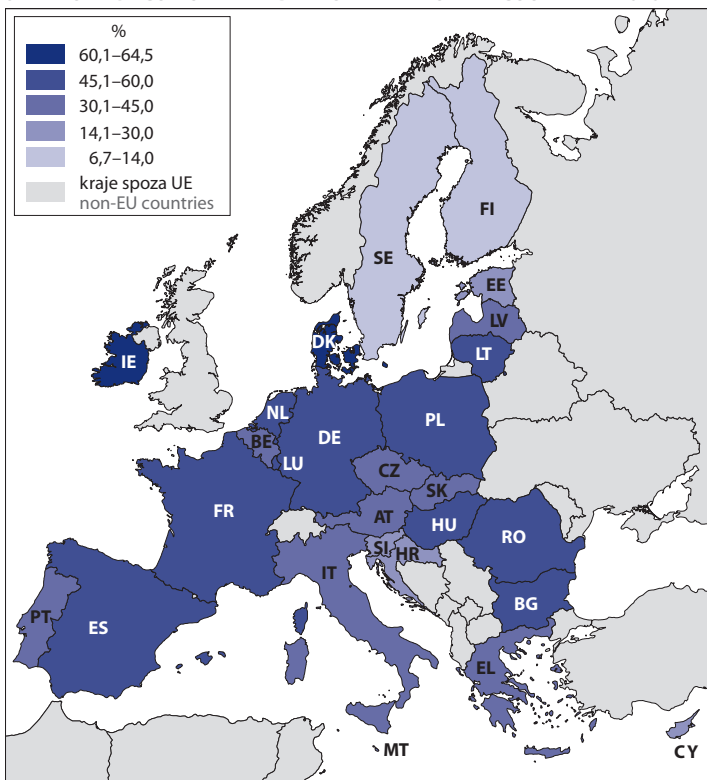 %
60,1–64,5
45,1–60,0
30,1–45,0
14,1–30,0
6,7–14,0
kraje spoza UE
non-EU countries
FI
SE
EE
LV
DK
LT
IE
NL
PL
DE
BE
LU
CZ
SK
FR
AT
HU
RO
SI
HR
IT
BG
PT
ES
EL
MT
CY